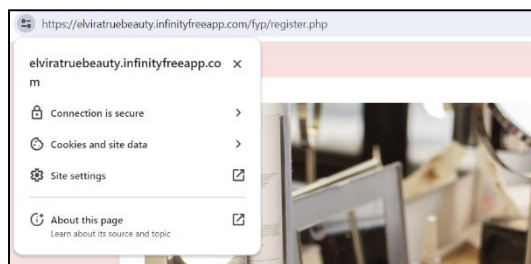 https://elviratruebeauty.infinityfreeapp.com/fyp/register.php
elviratruebeauty.infinityfreeapp.co
m
Connection is secure
Cookies and site data
Site settings
About this page
Learn about its source and topic